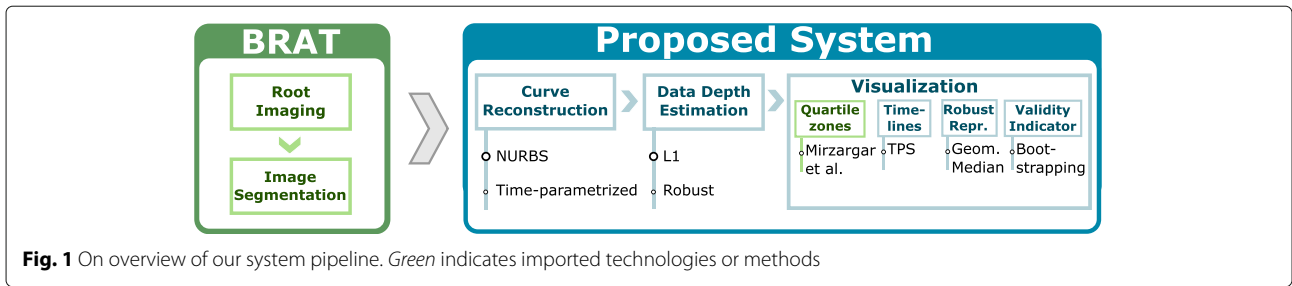 BRAT
Root
Imaging
Image
Segmentation
Proposed System
Curve
Reconstruction
NURBS
Time-parametrized
Data Depth
Estimation
L1
Robust
Visualization
Quartile
zones
Mirzargar
et al.
Time-
lines
TPS
Robust
Repr.
Geom.
Median
Validity
Indicator
Boot-
strapping
Fig. 1 On overview of our system pipeline. Green indicates imported technologies or methods